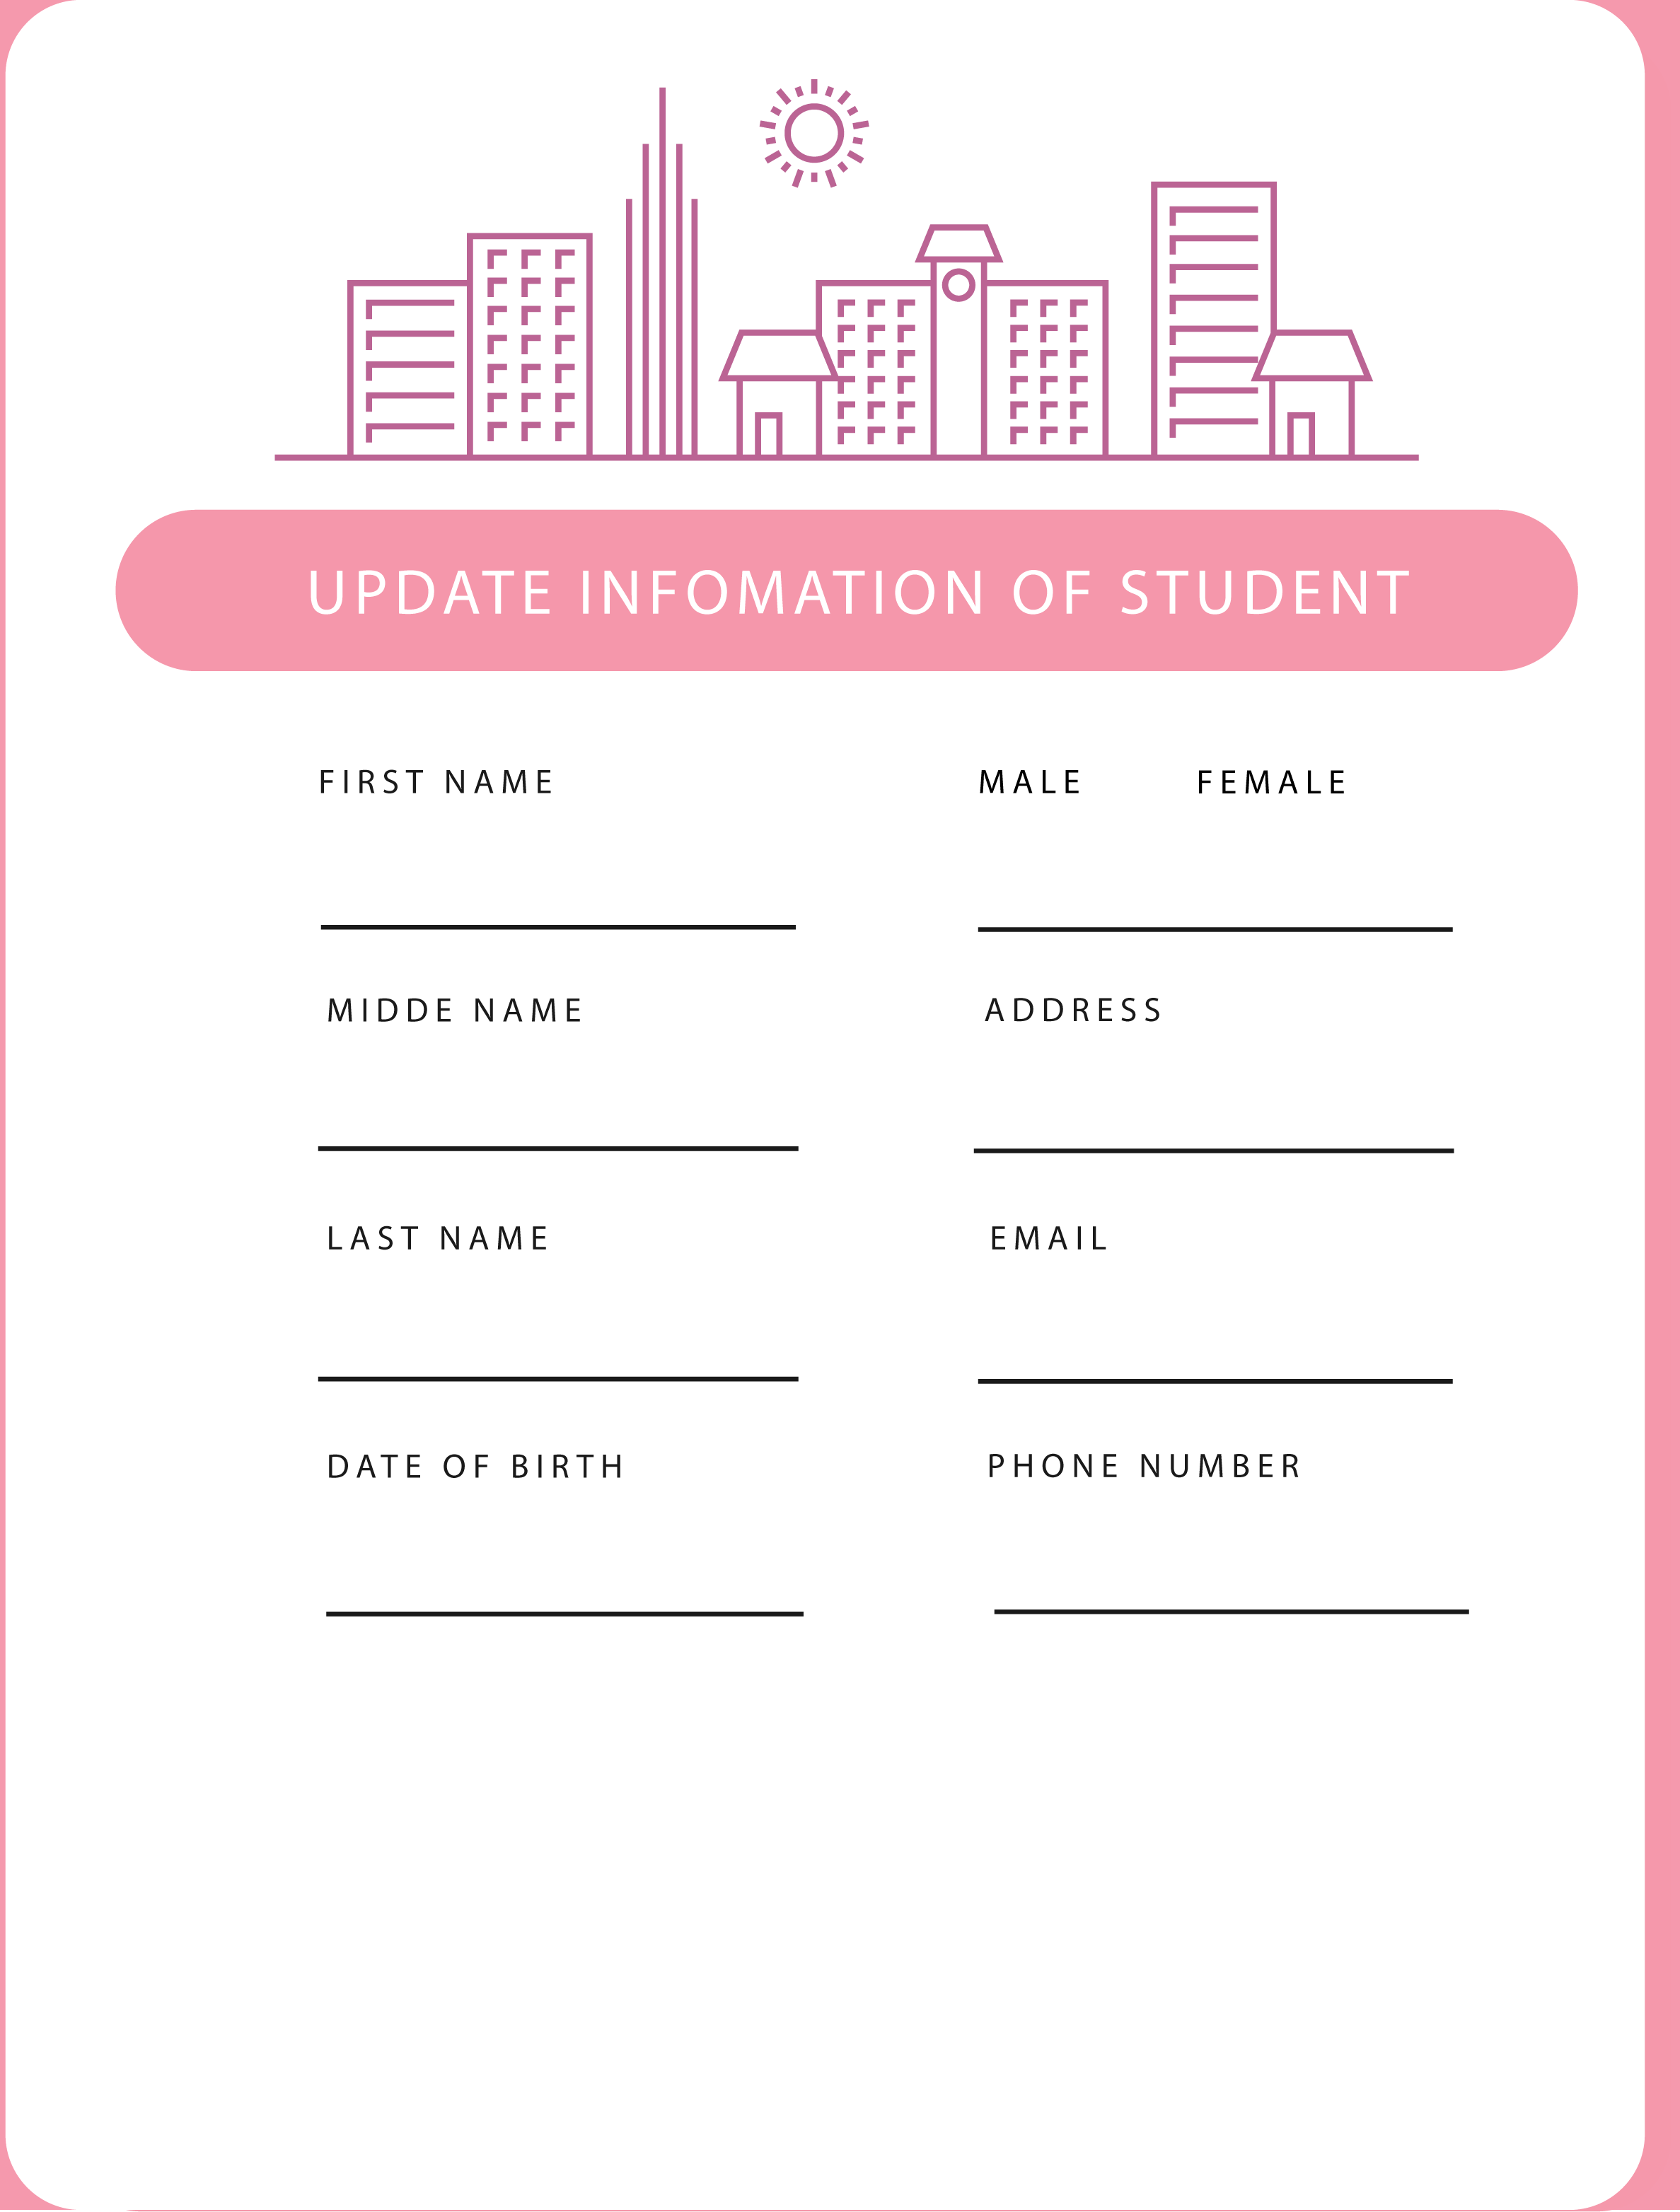 UPDATE INFOMATION OF STUDENT
FIRST NAME
MALE FEMALE
MIDDE NAME
ADDRESS
LAST NAME
EMAIL
DATE OF BIRTH
PHONE NUMBER